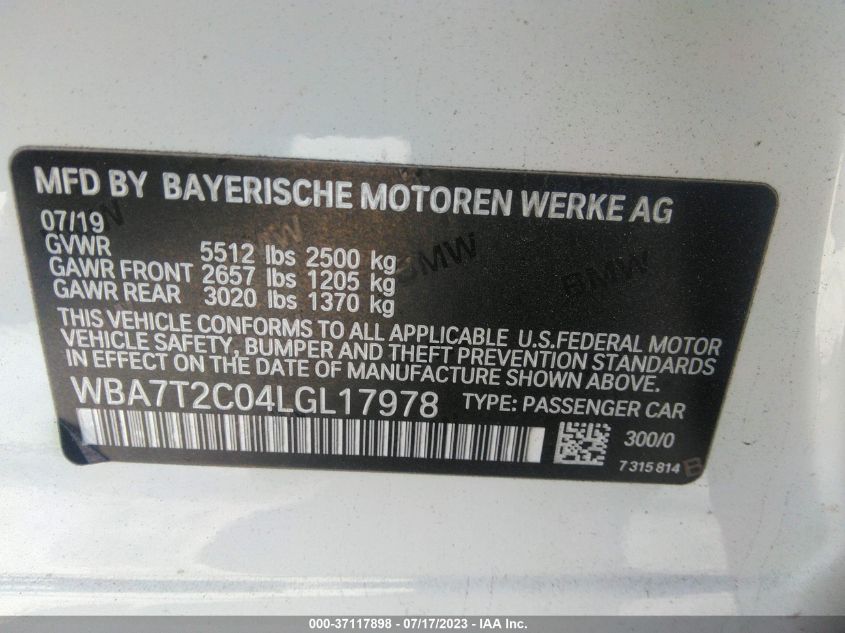 MFD BY BAYERISCHE MOTOREN WERKE AG
07/19
GVWR 5512 lbs 2500 kg
GAWR FRONT 2657 lbs 1205 kg
GAWR REAR 3020 lbs 1370 kg
THIS VEHICLE CONFORMS TO ALL APPLICABLE U.S.FEDERAL MOTOR
VEHICLE SAFETY, BUMPER AND THEFT PREVENTION STANDARDS
IN EFFECT ON THE DATE OF MANUFACTURE SHOWN ABOVE.
WBA7T2C04LGL17978 TYPE: PASSENGER CAR
300/0
7 315 814 B
BMW
BMW
000-37117898 - 07/17/2023 - IAA Inc.